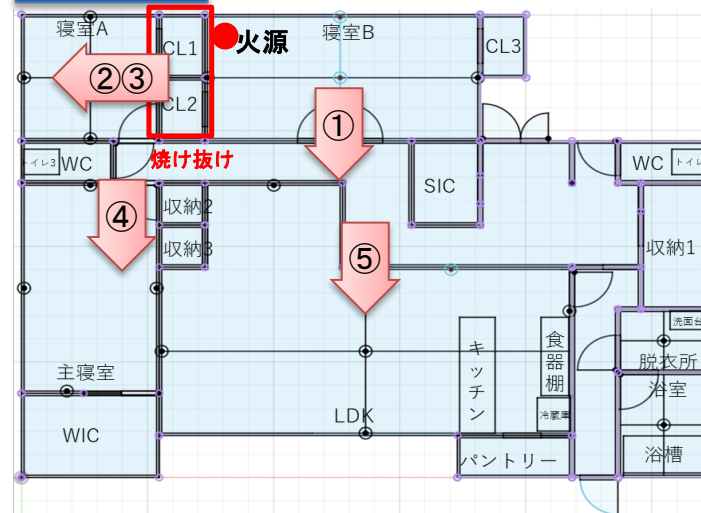 寝室A
CL1
火源
寝室B
CL3
②③
CL2
①
焼け抜け
トイレ3
WC
SIC
WC
トイレ
④
収納2
収納3
⑤
収納1
洗面台
キッチン
食器棚
脱衣所
主寝室
浴室
冷蔵庫
LDK
WIC
パントリー
浴槽